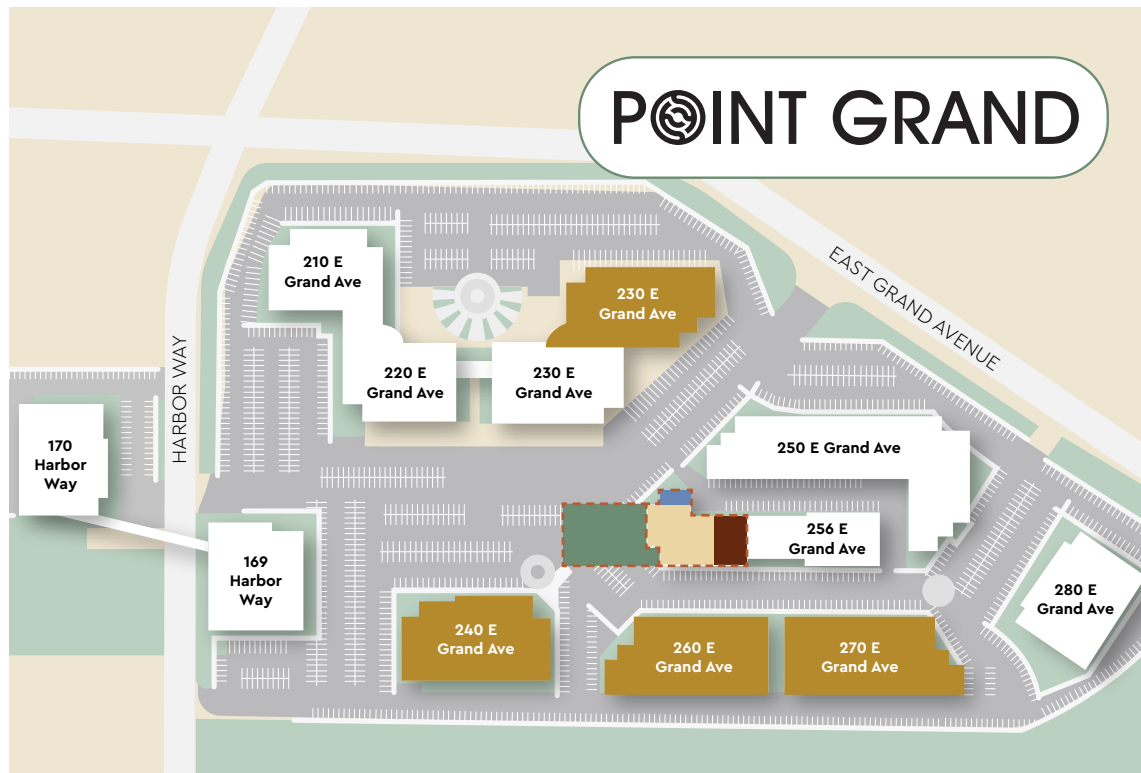 POINT GRAND
EAST GRAND AVENUE
HARBOR WAY
210 E
Grand Ave
230 E
Grand Ave
220 E
Grand Ave
230 E
Grand Ave
170
Harbor
Way
250 E Grand Ave
256 E
Grand Ave
169
Harbor
Way
280 E
Grand Ave
240 E
Grand Ave
260 E
Grand Ave
270 E
Grand Ave